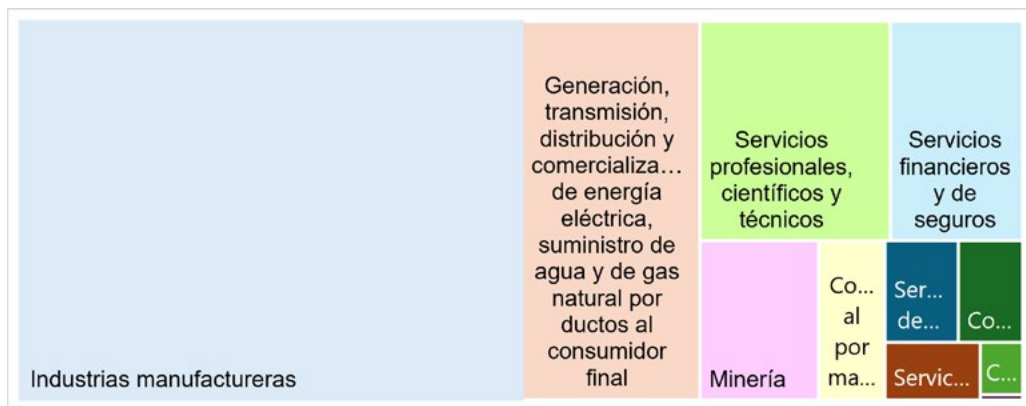 Industrias manufactureras
Generación,
transmisión,
distribución y
comercializa...
de energía
eléctrica,
suministro de
agua y de gas
natural por
ductos al
consumidor
final
Servicios
profesionales,
científicos y
técnicos
Servicios
financieros
y de
seguros
Minería
Co...
al
por
ma...
Ser...
de...
Co...
Servic...
C...